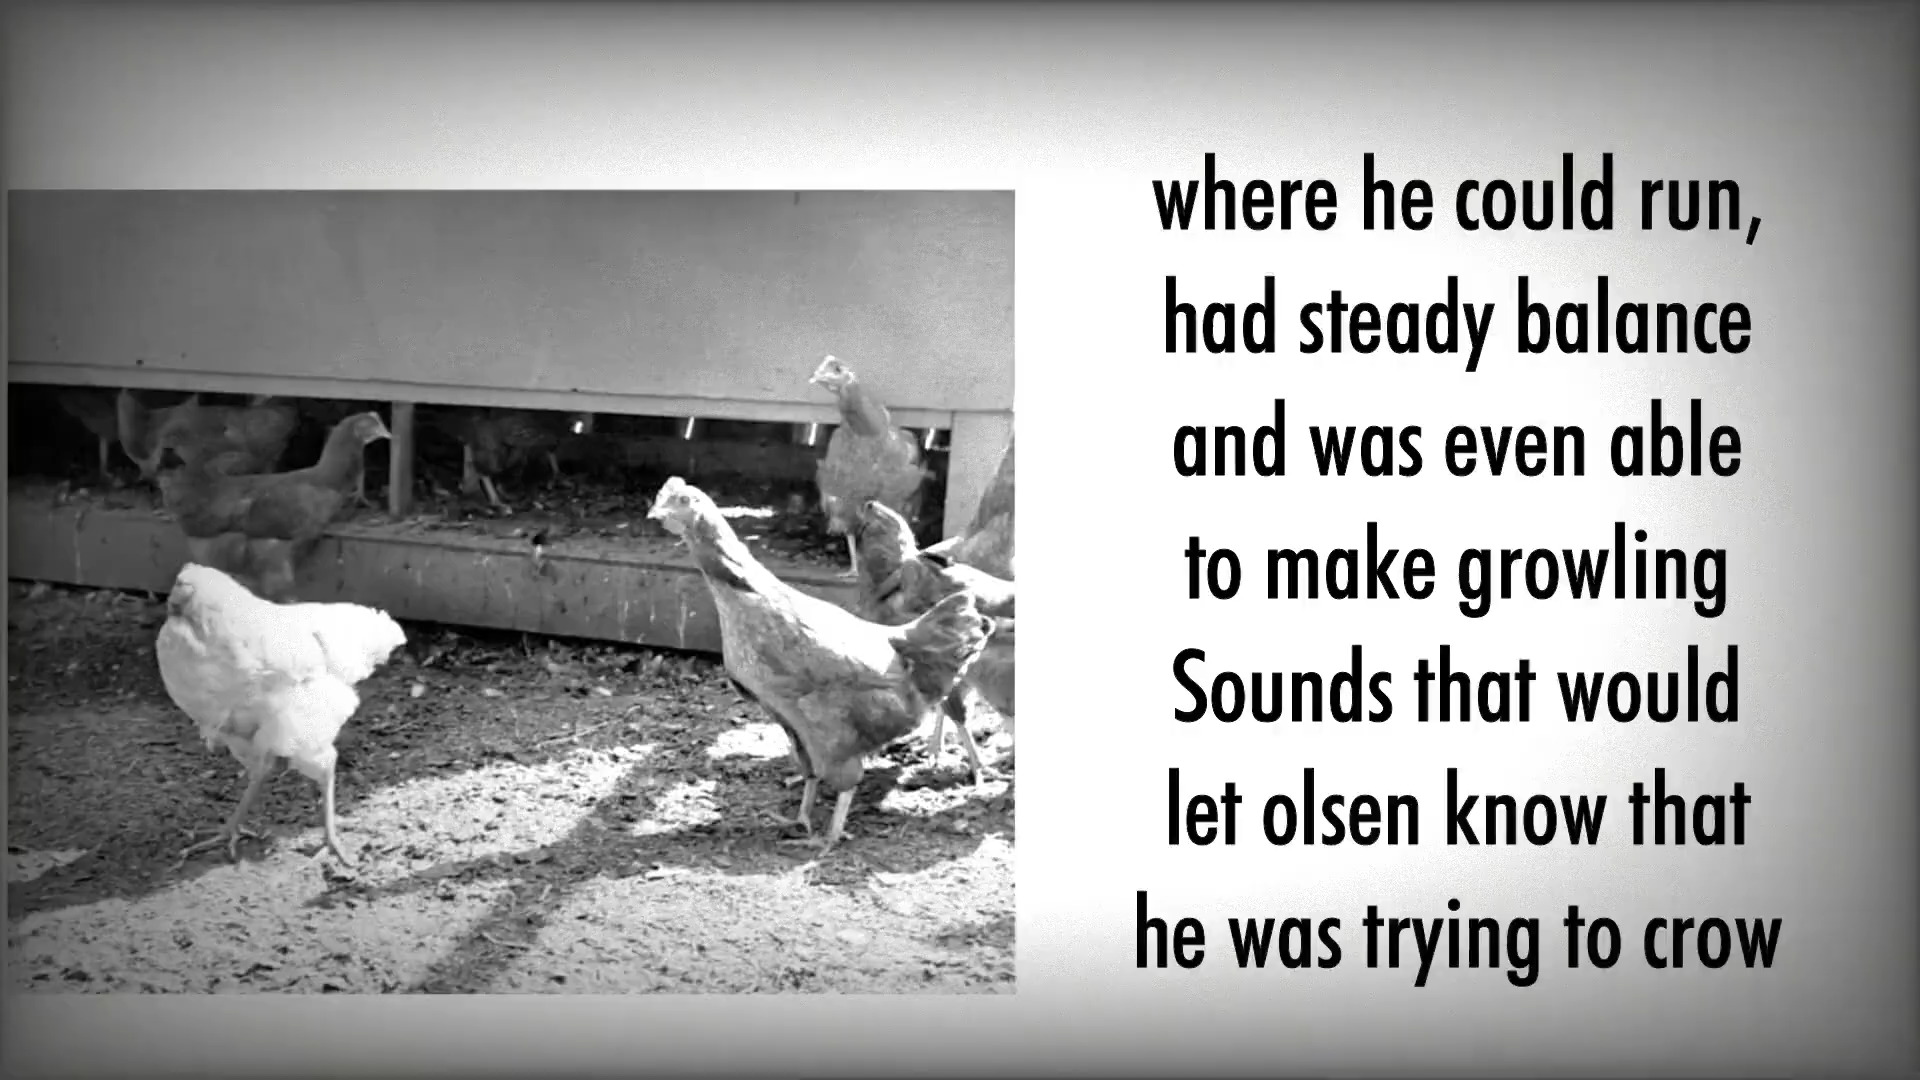 where he could run,
had steady balance
and was even able
to make growling
Sounds that would
let olsen know that
he was trying to crow